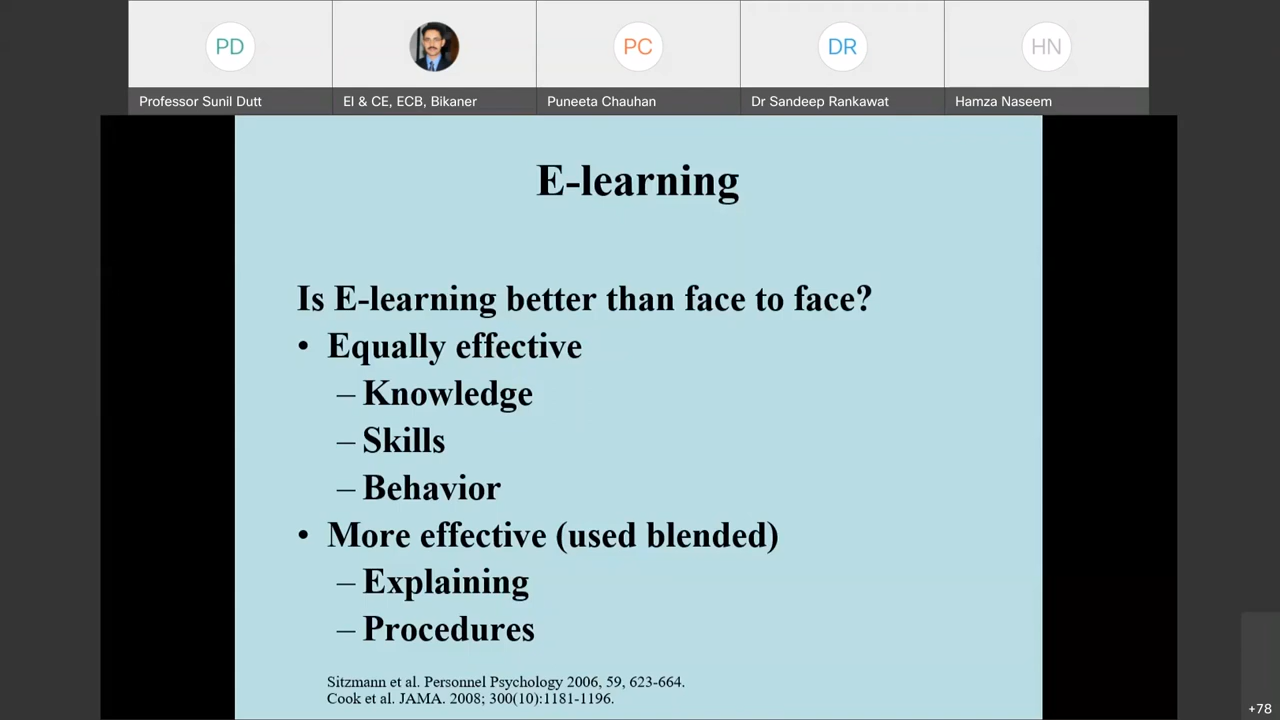 PD
PC
DR
HN
Professor Sunil Dutt
EI & CE, ECB, Bikaner
Puneeta Chauhan
Dr Sandeep Rankawat
Hamza Naseem
E-learning
Is E-learning better than face to face?
• Equally effective
– Knowledge
– Skills
– Behavior
• More effective (used blended)
– Explaining
– Procedures
Sitzmann et al. Personnel Psychology 2006, 59, 623-664.
Cook et al. JAMA. 2008; 300(10):1181-1196.
+78